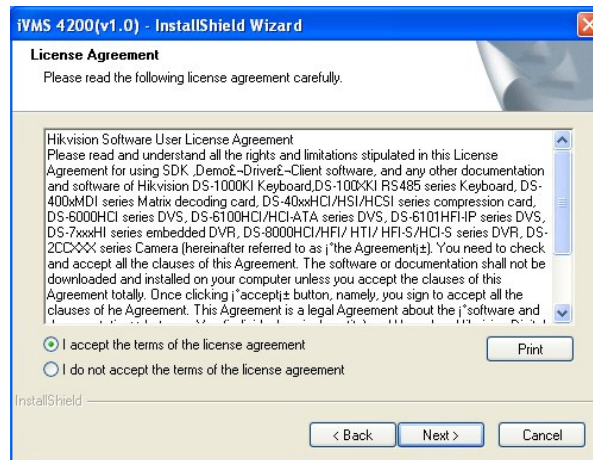 iVMS 4200(v1.0) - InstallShield Wizard
License Agreement
Please read the following license agreement carefully.
Hikvision Software User License Agreement
Please read and understand all the rights and limitations stipulated in this License
Agreement for using SDK ,Demo£¬Driver£¬Client software, and any other documentation
and software of Hikvision DS-1000KI Keyboard,DS-100XKI RS485 series Keyboard, DS-
400xMDI series Matrix decoding card, DS-40xxHCI/HSI/HCSI series compression card,
DS-6000HCI series DVS, DS-6100HCI/HCI-ATA series DVS, DS-6101HFI-IP series DVS,
DS-7xxxHI series embedded DVR, DS-8000HCI/HFI/ HTI/ HFI-S/HCI-S series DVR, DS-
2CCXXX series Camera (hereinafter referred to as ¡°the Agreement¡±). You need to check
and accept all the clauses of this Agreement. The software or documentation shall not be
downloaded and installed on your computer unless you accept the clauses of this
Agreement totally. Once clicking ¡°accept¡± button, namely, you sign to accept all the
clauses of he Agreement. This Agreement is a legal Agreement about the ¡°software and
I accept the terms of the license agreement
Print
I do not accept the terms of the license agreement
InstallShield
< Back
Next >
Cancel